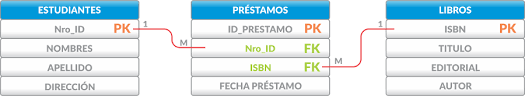 ESTUDIANTES
Nro_ID PK
NOMBRES
APELLIDO
DIRECCIÓN
1
M
PRÉSTAMOS
ID_PRESTAMO PK
Nro_ID FK
ISBN FK
FECHA PRÉSTAMO
M
1
LIBROS
ISBN PK
TITULO
EDITORIAL
AUTOR